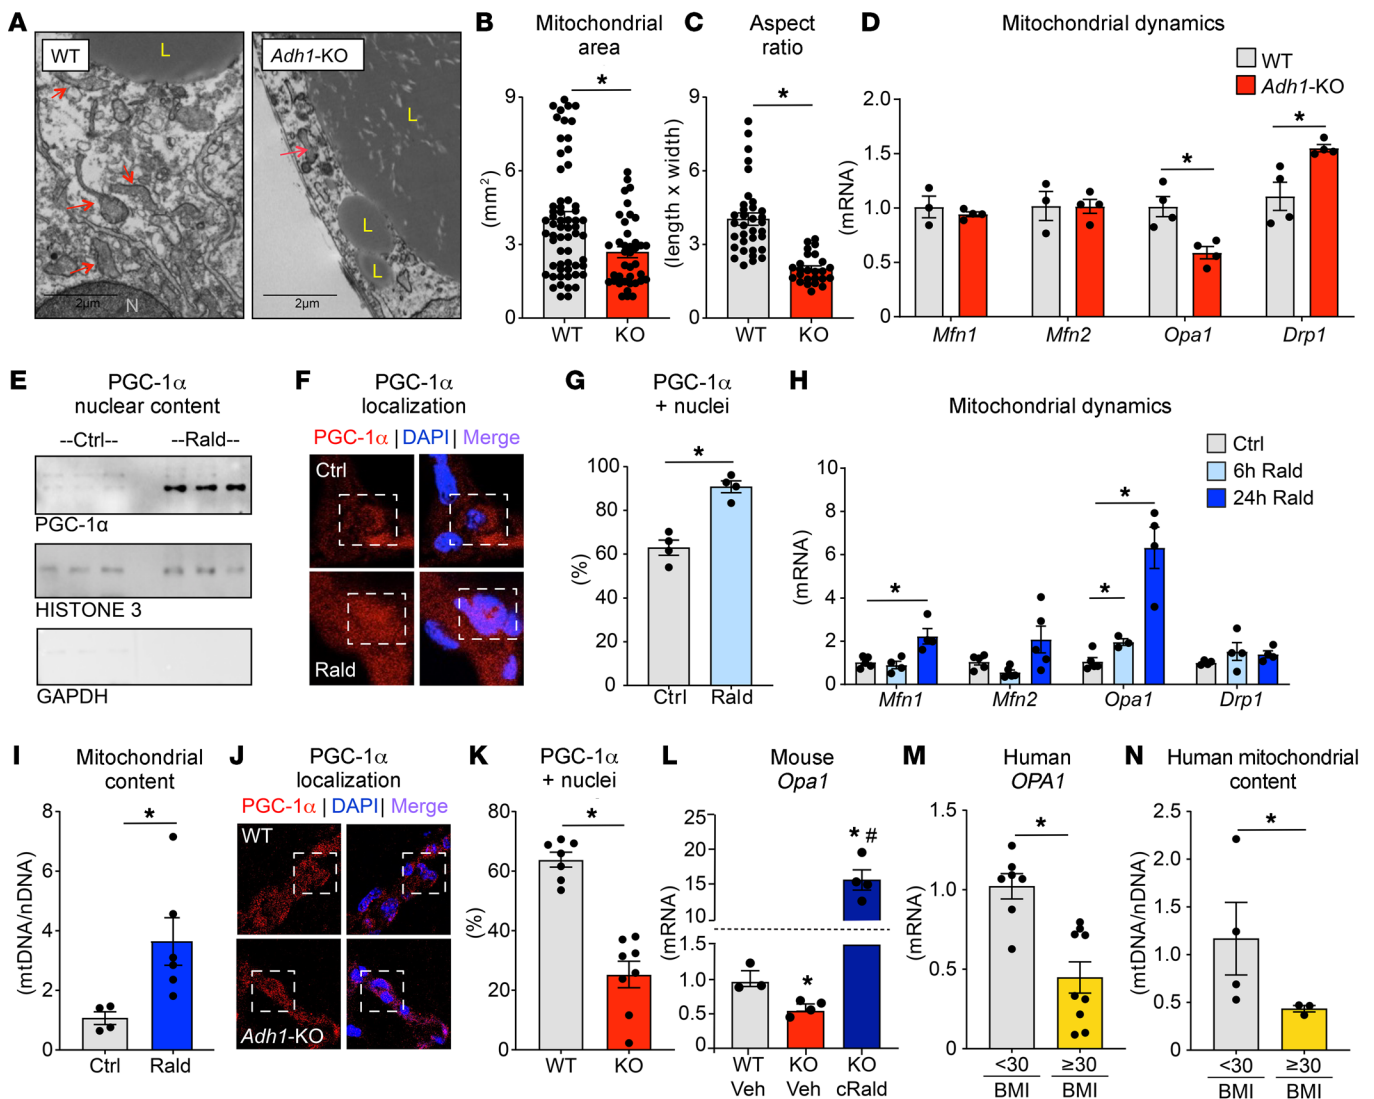 A
WT
L
N
2μm
Adh1-KO
L
L
L
2μm
B
Mitochondrial
area
*
(mm²)
9
6
3
0
WT
KO
C
Aspect
ratio
*
(length x width)
9
6
3
0
WT
KO
D
Mitochondrial dynamics
WT
Adh1-KO
(mRNA)
2.0
1.5
1.0
0.5
0
*
*
Mfn1
Mfn2
Opa1
Drp1
E
PGC-1α
nuclear content
--Ctrl--
--Rald--
PGC-1α
HISTONE 3
GAPDH
F
PGC-1α
localization
PGC-1α | DAPI | Merge
Ctrl
Rald
G
PGC-1α
+ nuclei
*
(%)
100
80
60
40
20
0
Ctrl
Rald
H
Mitochondrial dynamics
Ctrl
6h Rald
24h Rald
(mRNA)
10
8
6
4
2
0
*
*
*
Mfn1
Mfn2
Opa1
Drp1
I
Mitochondrial
content
*
(mtDNA/nDNA)
8
6
4
2
0
Ctrl
Rald
J
PGC-1α
localization
PGC-1α | DAPI | Merge
WT
Adh1-KO
K
PGC-1α
+ nuclei
*
(%)
80
60
40
20
0
WT
KO
L
Mouse
Opa1
(mRNA)
25
20
15
10
1.5
1.0
0.5
0
*
* #
WT
Veh
KO
Veh
KO
cRald
M
Human
OPA1
*
(mRNA)
1.5
1.0
0.5
0
<30
BMI
≥30
BMI
N
Human mitochondrial
content
*
(mtDNA/nDNA)
2.5
2.0
1.5
1.0
0.5
0
<30
BMI
≥30
BMI